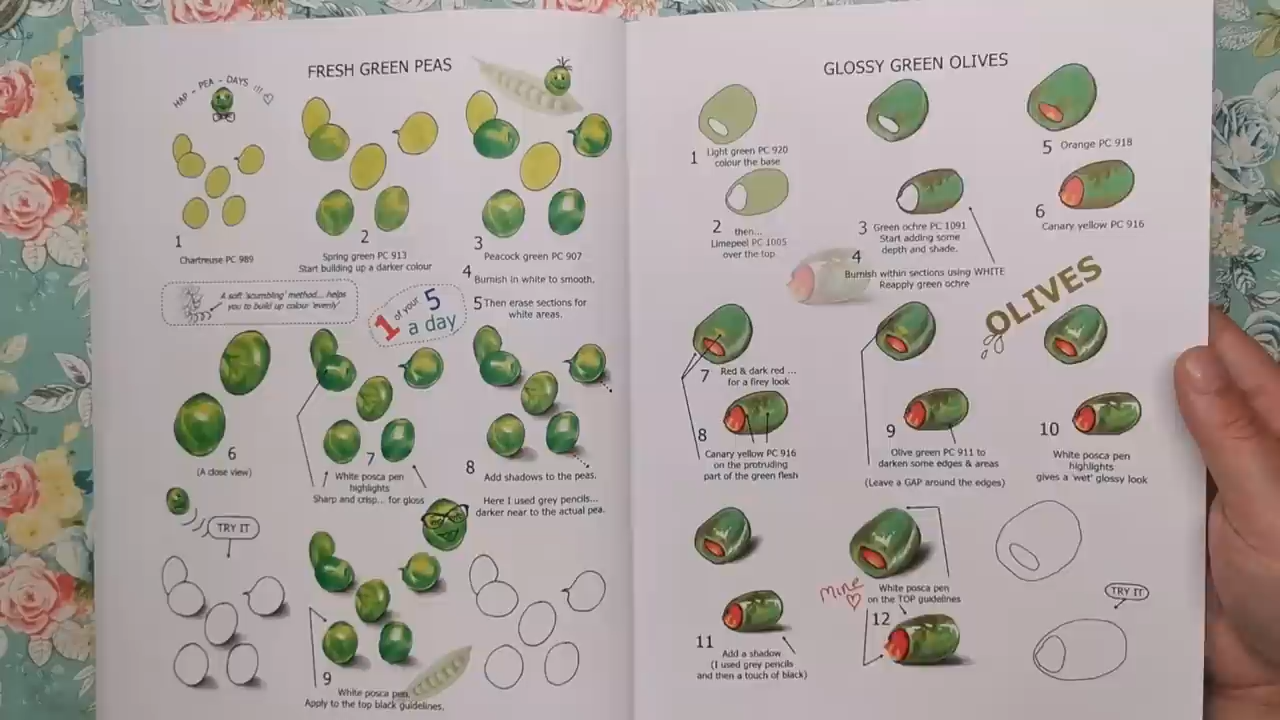 FRESH GREEN PEAS
HAP - PEA - DAYS !!!
1
Chartreuse PC 989
2
Spring green PC 913
Start building up a darker colour
3
Peacock green PC 907
4 Burnish in white to smooth.
5 Then erase sections for
white areas.
A soft 'scumbling' method... helps
you to build up colour 'evenly'
1 of your 5
a day
6
(A close view)
7
White posca pen
highlights
Sharp and crisp... for gloss
8
Add shadows to the peas.
Here I used grey pencils...
darker near to the actual pea.
TRY IT
9
White posca pen.
Apply to the top black guidelines.
GLOSSY GREEN OLIVES
1 Light green PC 920
colour the base
2 then...
Limepeel PC 1005
over the top
3 Green ochre PC 1091
Start adding some
depth and shade.
4
Burnish within sections using WHITE
Reapply green ochre
5 Orange PC 918
6
Canary yellow PC 916
OLIVES
7 Red & dark red ...
for a firey look
8
Canary yellow PC 916
on the protruding
part of the green flesh
9
Olive green PC 911 to
darken some edges & areas
(Leave a GAP around the edges)
10
White posca pen
highlights
gives a 'wet' glossy look
11
Add a shadow
(I used grey pencils
and then a touch of black)
Mine
White posca pen
on the TOP guidelines
12
TRY IT